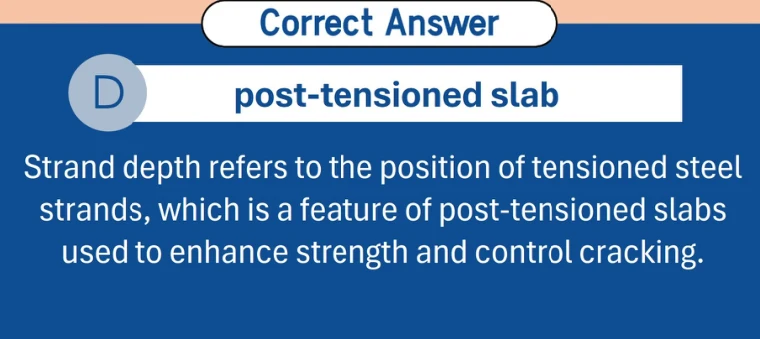 Correct Answer
D
post-tensioned slab
Strand depth refers to the position of tensioned steel
strands, which is a feature of post-tensioned slabs
used to enhance strength and control cracking.